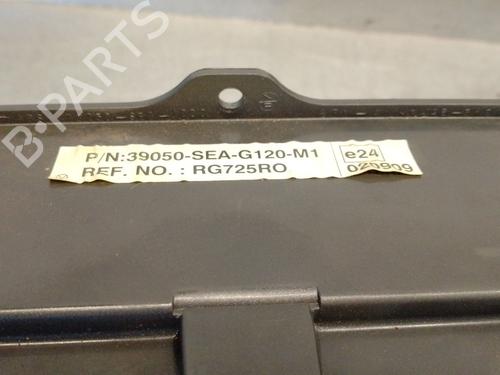 B-PARTS
P/N:39050-SEA-G120-M1
e24
REF. NO. : RG725RO
020909